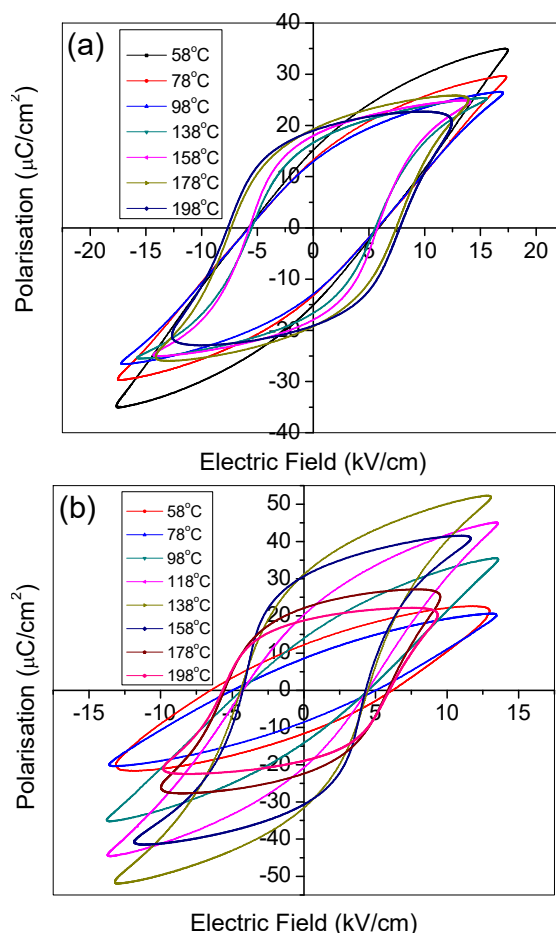 (a)
58°C
78°C
98°C
138°C
158°C
178°C
198°C
40
30
20
10
0
-10
-20
-30
-40
-20 -15 -10 -5 0 5 10 15 20
Polarisation (μC/cm²)
Electric Field (kV/cm)
(b)
58°C
78°C
98°C
118°C
138°C
158°C
178°C
198°C
50
40
30
20
10
0
-10
-20
-30
-40
-50
-15 -10 -5 0 5 10 15
Polarisation (μC/cm²)
Electric Field (kV/cm)